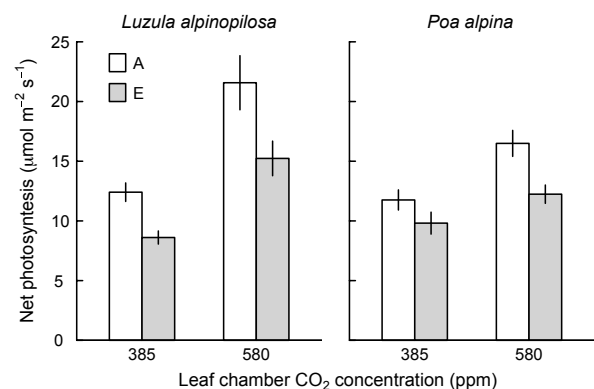 Luzula alpinopilosa
Poa alpina
Net photosyntesis (µmol m⁻² s⁻¹)
25
20
15
10
5
0
A
E
385
580
385
580
Leaf chamber CO₂ concentration (ppm)